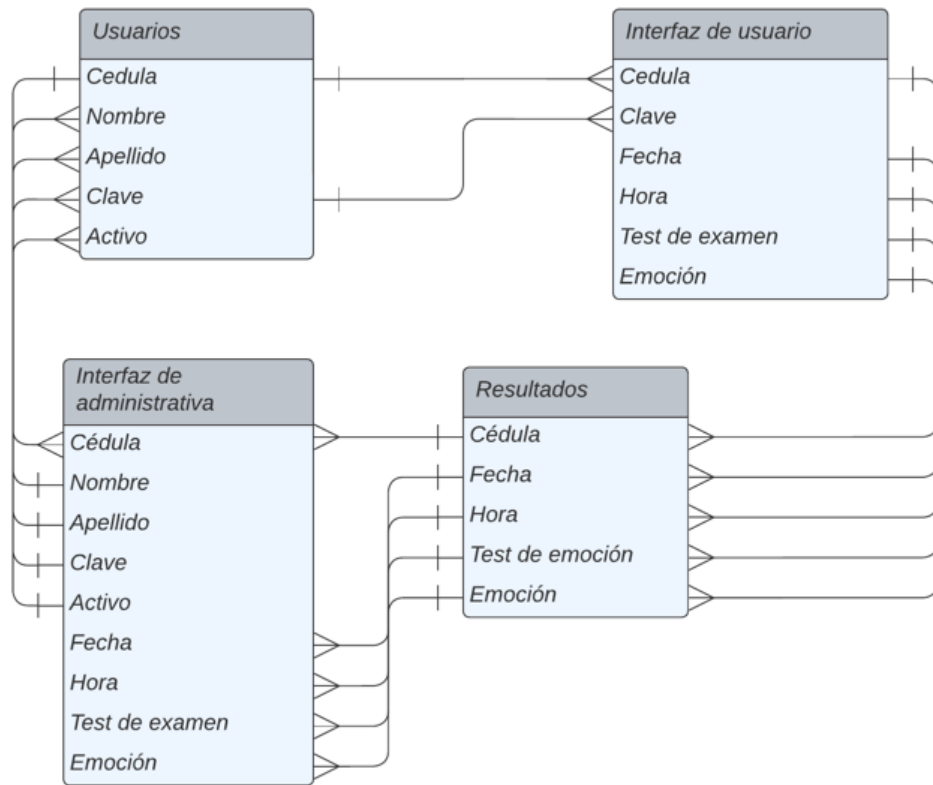 Usuarios
Cedula
Nombre
Apellido
Clave
Activo
Interfaz de usuario
Cedula
Clave
Fecha
Hora
Test de examen
Emoción
Interfaz de
administrativa
Cédula
Nombre
Apellido
Clave
Activo
Fecha
Hora
Test de examen
Emoción
Resultados
Cédula
Fecha
Hora
Test de emoción
Emoción